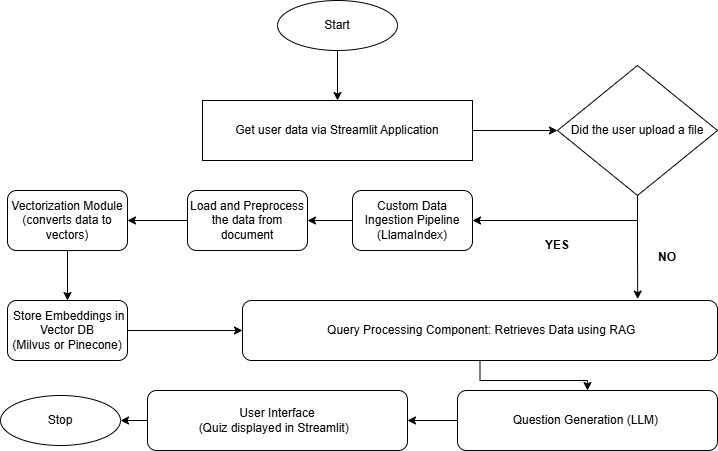 Start
Get user data via Streamlit Application
Did the user upload a file
Vectorization Module
(converts data to
vectors)
Load and Preprocess
the data from
document
Custom Data
Ingestion Pipeline
(LlamaIndex)
YES
NO
Store Embeddings in
Vector DB
(Milvus or Pinecone)
Query Processing Component: Retrieves Data using RAG
Stop
User Interface
(Quiz displayed in Streamlit)
Question Generation (LLM)